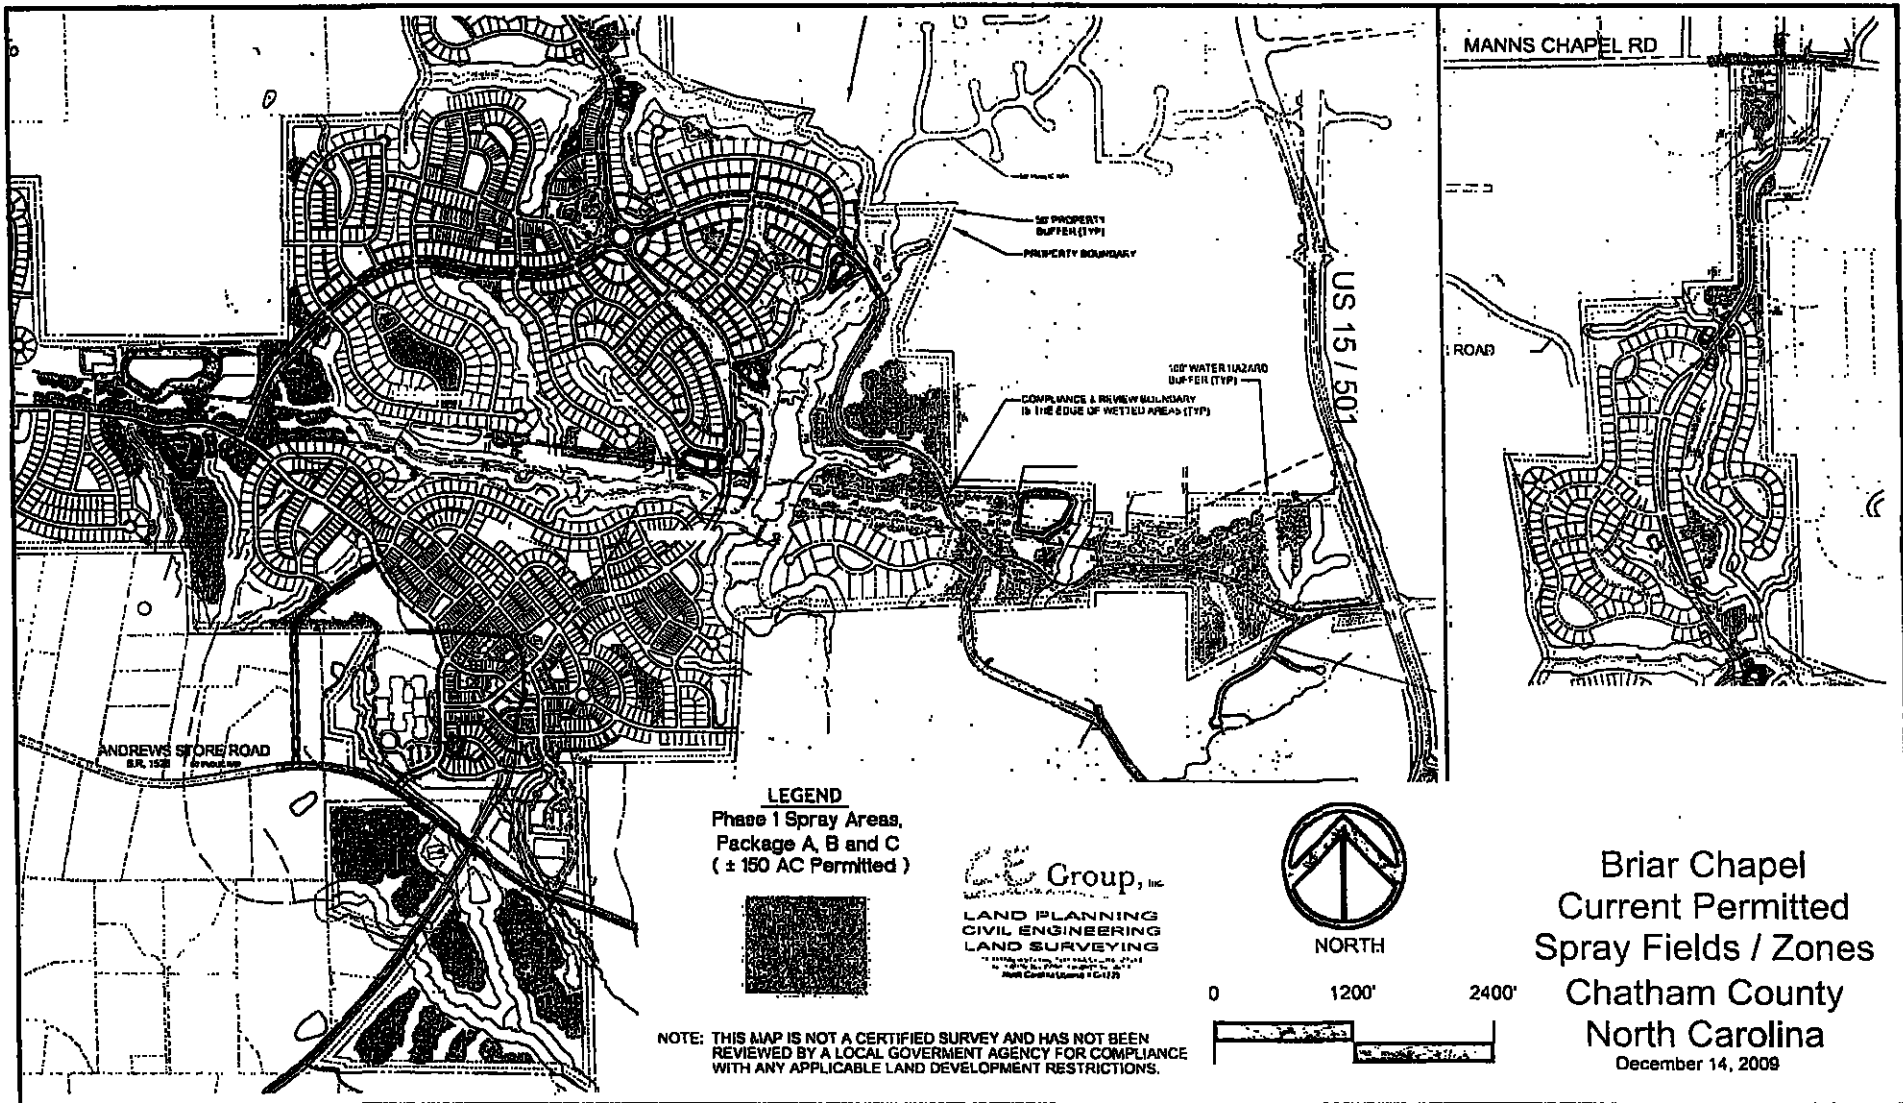 MANNS CHAPEL RD
50' PROPERTY
BUFFER (TYP)
PROPERTY BOUNDARY
US 15 / 501
ROAD
100' WATER HAZARD
BUFFER (TYP)
COMPLIANCE & REVIEW BOUNDARY
IS THE EDGE OF WETTED AREAS (TYP)
ANDREWS STORE ROAD
S.R. 1528
LEGEND
Phase 1 Spray Areas,
Package A, B and C
( ± 150 AC Permitted )
Group, Inc.
LAND PLANNING
CIVIL ENGINEERING
LAND SURVEYING
NORTH
0 1200' 2400'
NOTE: THIS MAP IS NOT A CERTIFIED SURVEY AND HAS NOT BEEN
REVIEWED BY A LOCAL GOVERMENT AGENCY FOR COMPLIANCE
WITH ANY APPLICABLE LAND DEVELOPMENT RESTRICTIONS.
Briar Chapel
Current Permitted
Spray Fields / Zones
Chatham County
North Carolina
December 14, 2009